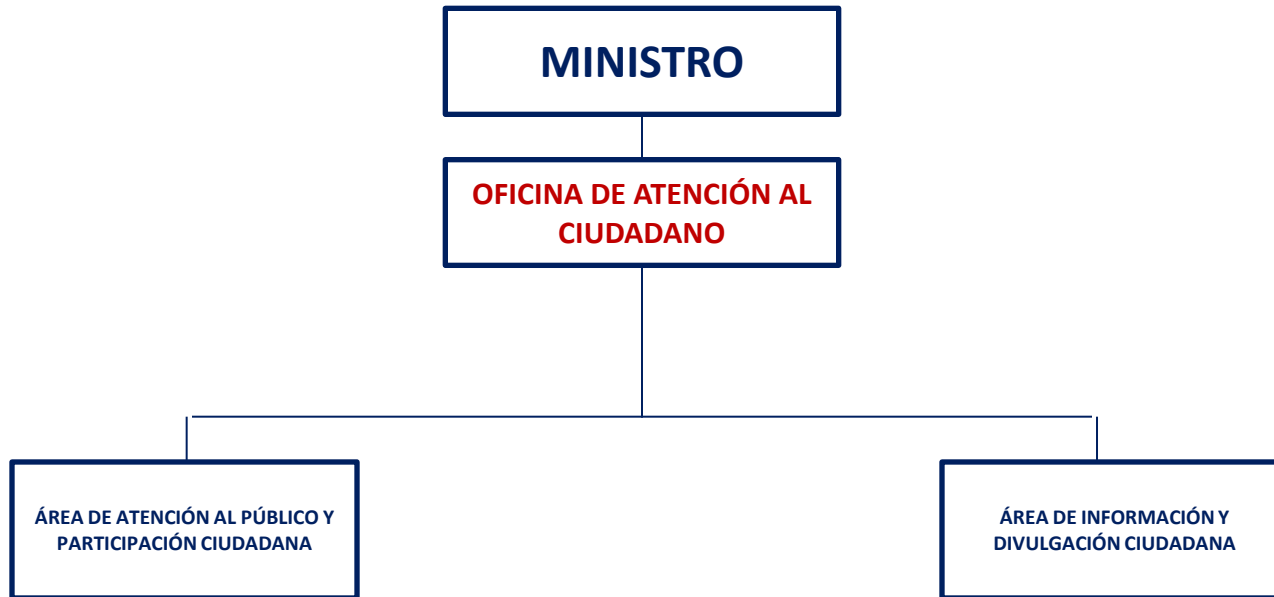 MINISTRO
OFICINA DE ATENCIÓN AL
CIUDADANO
ÁREA DE ATENCIÓN AL PÚBLICO Y
PARTICIPACIÓN CIUDADANA
ÁREA DE INFORMACIÓN Y
DIVULGACIÓN CIUDADANA